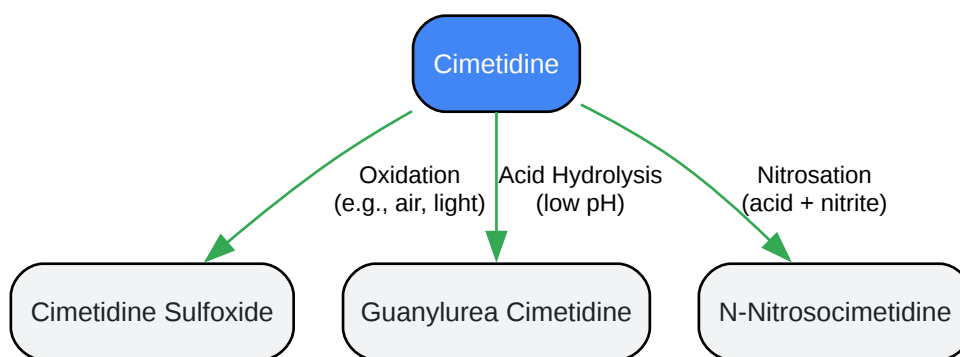 Cimetidine
Oxidation
(e.g., air, light)
Acid Hydrolysis
(low pH)
Nitrosation
(acid + nitrite)
Cimetidine Sulfoxide
Guanylurea Cimetidine
N-Nitrosocimetidine